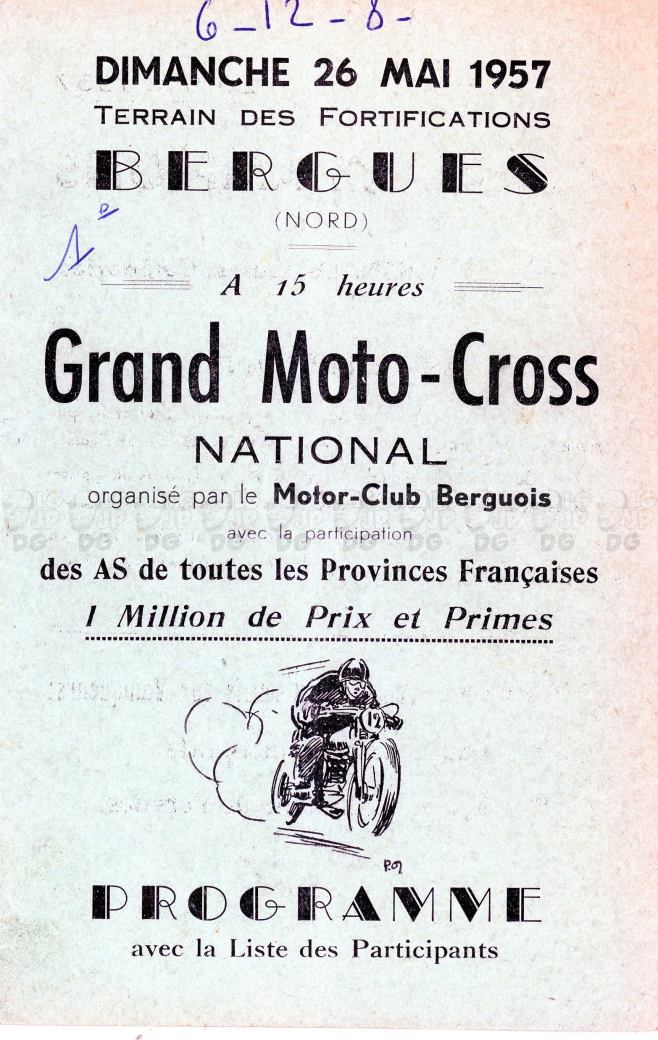 6-12-8-
DIMANCHE 26 MAI 1957
TERRAIN DES FORTIFICATIONS
BERGUES
(NORD)
A 15 heures
Grand Moto-Cross
NATIONAL
organisé par le Motor-Club Berguois
avec la participation
des AS de toutes les Provinces Françaises
1 Million de Prix et Primes
12
PROGRAMME
avec la Liste des Participants